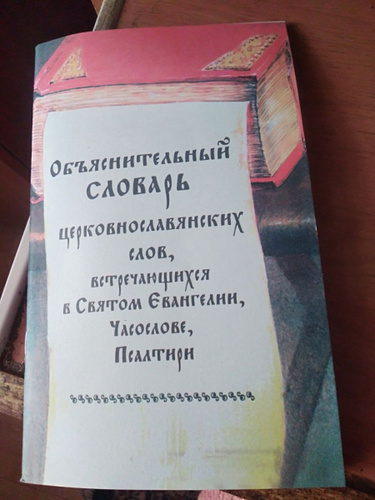 Объяснительный
словарь
церковнославянских
слов,
встречающихся
в Святом Евангелии,
Часослове,
Псалтири